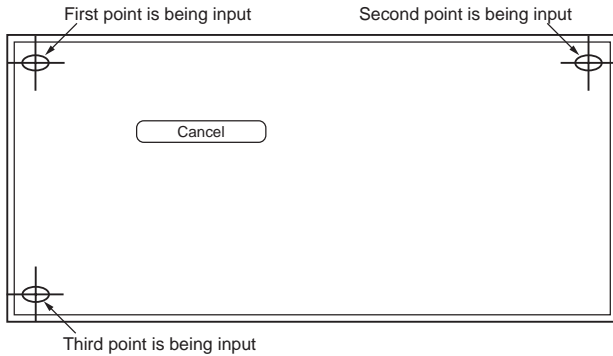 First point is being input
Second point is being input
Cancel
Third point is being input